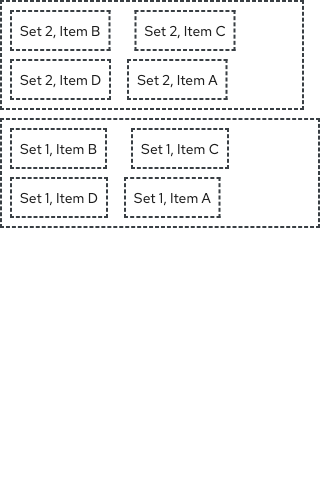 Set 2, Item B Set 2, Item C
Set 2, Item D Set 2, Item A
Set 1, Item B Set 1, Item C
Set 1, Item D Set 1, Item A